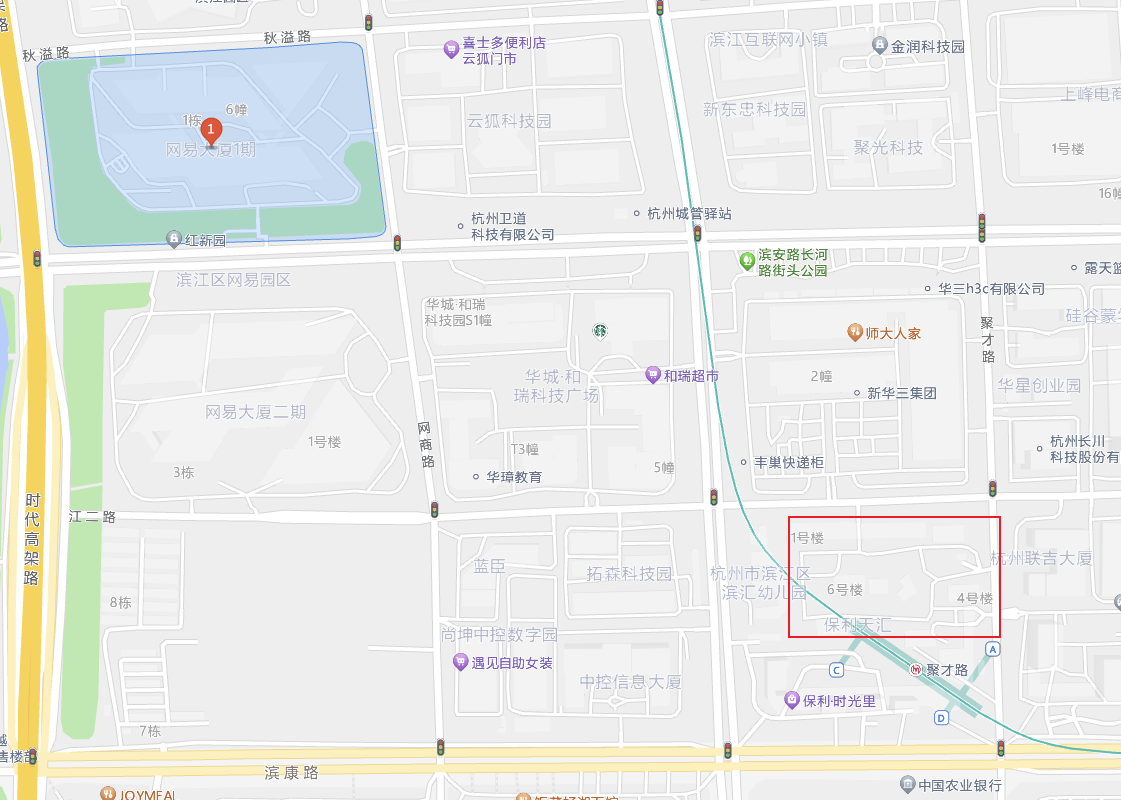 滨江园区
秋溢路
秋溢路
喜士多便利店
云狐门市
滨江互联网小镇
金润科技园
上峰电商
6幢
1栋
1
网易大厦1期
云狐科技园
新东忠科技园
聚光科技
1号楼
16幢
杭州卫道
科技有限公司
杭州城管驿站
红新园
滨江区网易园区
滨安路长河
路街头公园
露天篮
华三h3c有限公司
华城·和瑞
科技园S1幢
硅谷蒙学
聚才路
师大人家
华城·和
瑞科技广场
和瑞超市
2幢
新华三集团
华星创业园
网易大厦二期
1号楼
3栋
网商路
T3幢
5幢
华璋教育
丰巢快递柜
杭州长川
科技股份有
时代高架路
江二路
1号楼
蓝臣
拓森科技园
杭州市滨江区
滨汇幼儿园
6号楼
4号楼
杭州联吉大厦
8栋
尚坤中控数字园
保利天汇
遇见自助女装
中控信息大厦
A
C
聚才路
保利·时光里
D
7栋
越
售楼部
滨康路
中国农业银行
JOYMEAL